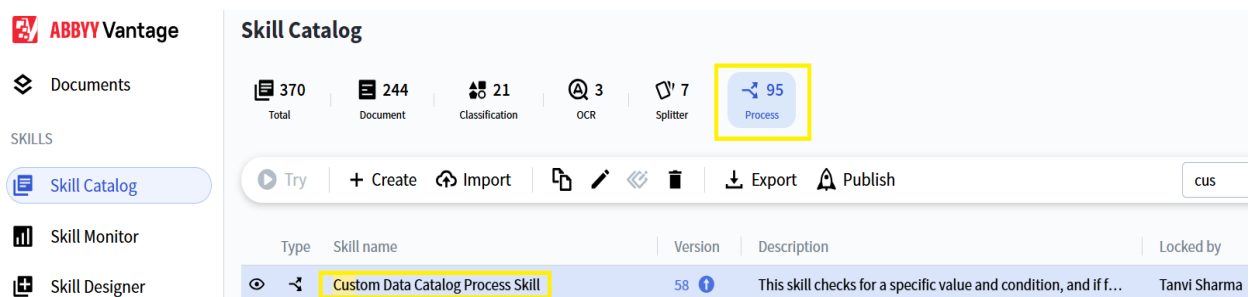 ABBYY Vantage
Documents
SKILLS
Skill Catalog
Skill Monitor
Skill Designer
Skill Catalog
370 244 21 3 7 95
Total Document Classification OCR Splitter Process
Try + Create Import Export Publish cus
Type Skill name Version Description Locked by
Custom Data Catalog Process Skill 58 This skill checks for a specific value and condition, and if f... Tanvi Sharma